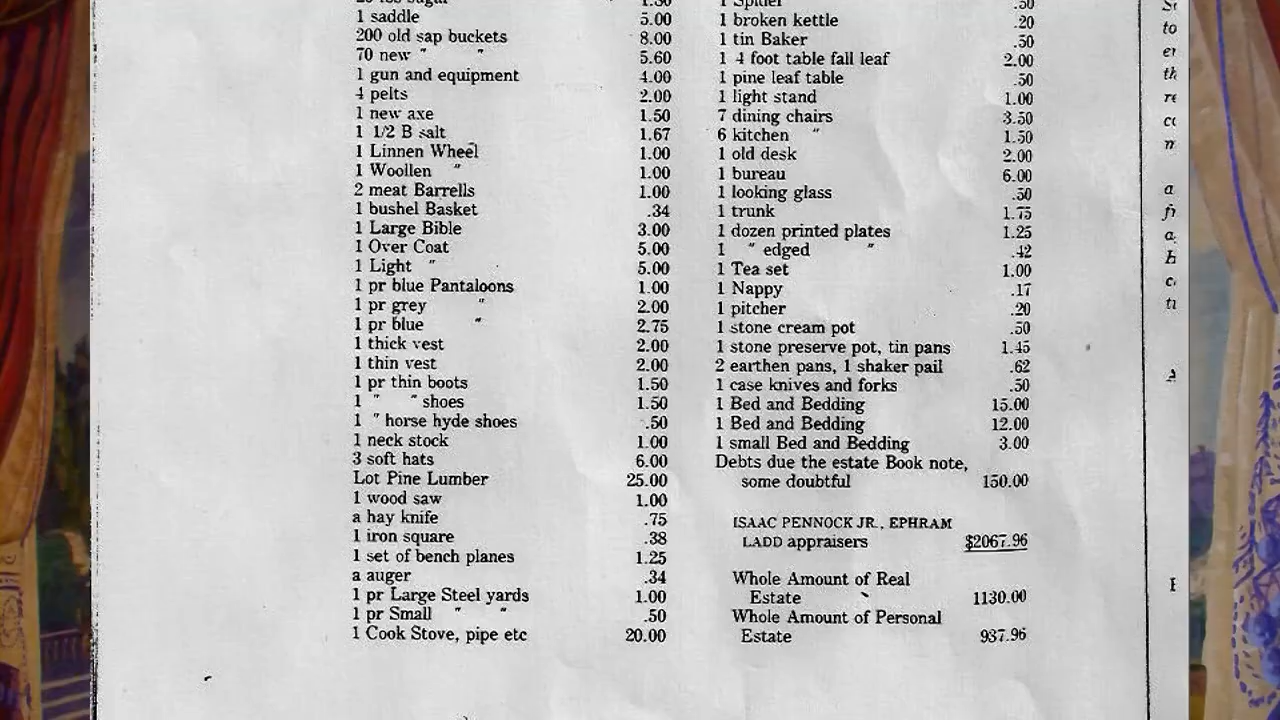 1 saddle 5.00
200 old sap buckets 8.00
70 new " " 5.60
1 gun and equipment 4.00
4 pelts 2.00
1 new axe 1.50
1 1/2 B salt 1.67
1 Linnen Wheel 1.00
1 Woollen " 1.00
2 meat Barrells 1.00
1 bushel Basket .34
1 Large Bible 3.00
1 Over Coat 5.00
1 Light " 5.00
1 pr blue Pantaloons 1.00
1 pr grey " 2.00
1 pr blue " 2.75
1 thick vest 2.00
1 thin vest 2.00
1 pr thin boots 1.50
1 " " shoes 1.50
1 " horse hyde shoes .50
1 neck stock 1.00
3 soft hats 6.00
Lot Pine Lumber 25.00
1 wood saw 1.00
a hay knife .75
1 iron square .38
1 set of bench planes 1.25
a auger .34
1 pr Large Steel yards 1.00
1 pr Small " " .50
1 Cook Stove, pipe etc 20.00
1 Spider .50
1 broken kettle .20
1 tin Baker .50
1 4 foot table fall leaf 2.00
1 pine leaf table .50
1 light stand 1.00
7 dining chairs 3.50
6 kitchen " 1.50
1 old desk 2.00
1 bureau 6.00
1 looking glass .50
1 trunk 1.75
1 dozen printed plates 1.25
1 " edged " .42
1 Tea set 1.00
1 Nappy .17
1 pitcher .20
1 stone cream pot .50
1 stone preserve pot, tin pans 1.45
2 earthen pans, 1 shaker pail .62
1 case knives and forks .50
1 Bed and Bedding 15.00
1 Bed and Bedding 12.00
1 small Bed and Bedding 3.00
Debts due the estate Book note,
some doubtful 150.00
ISAAC PENNOCK JR., EPHRAM
LADD appraisers $2067.96
Whole Amount of Real
Estate 1130.00
Whole Amount of Personal
Estate 937.96